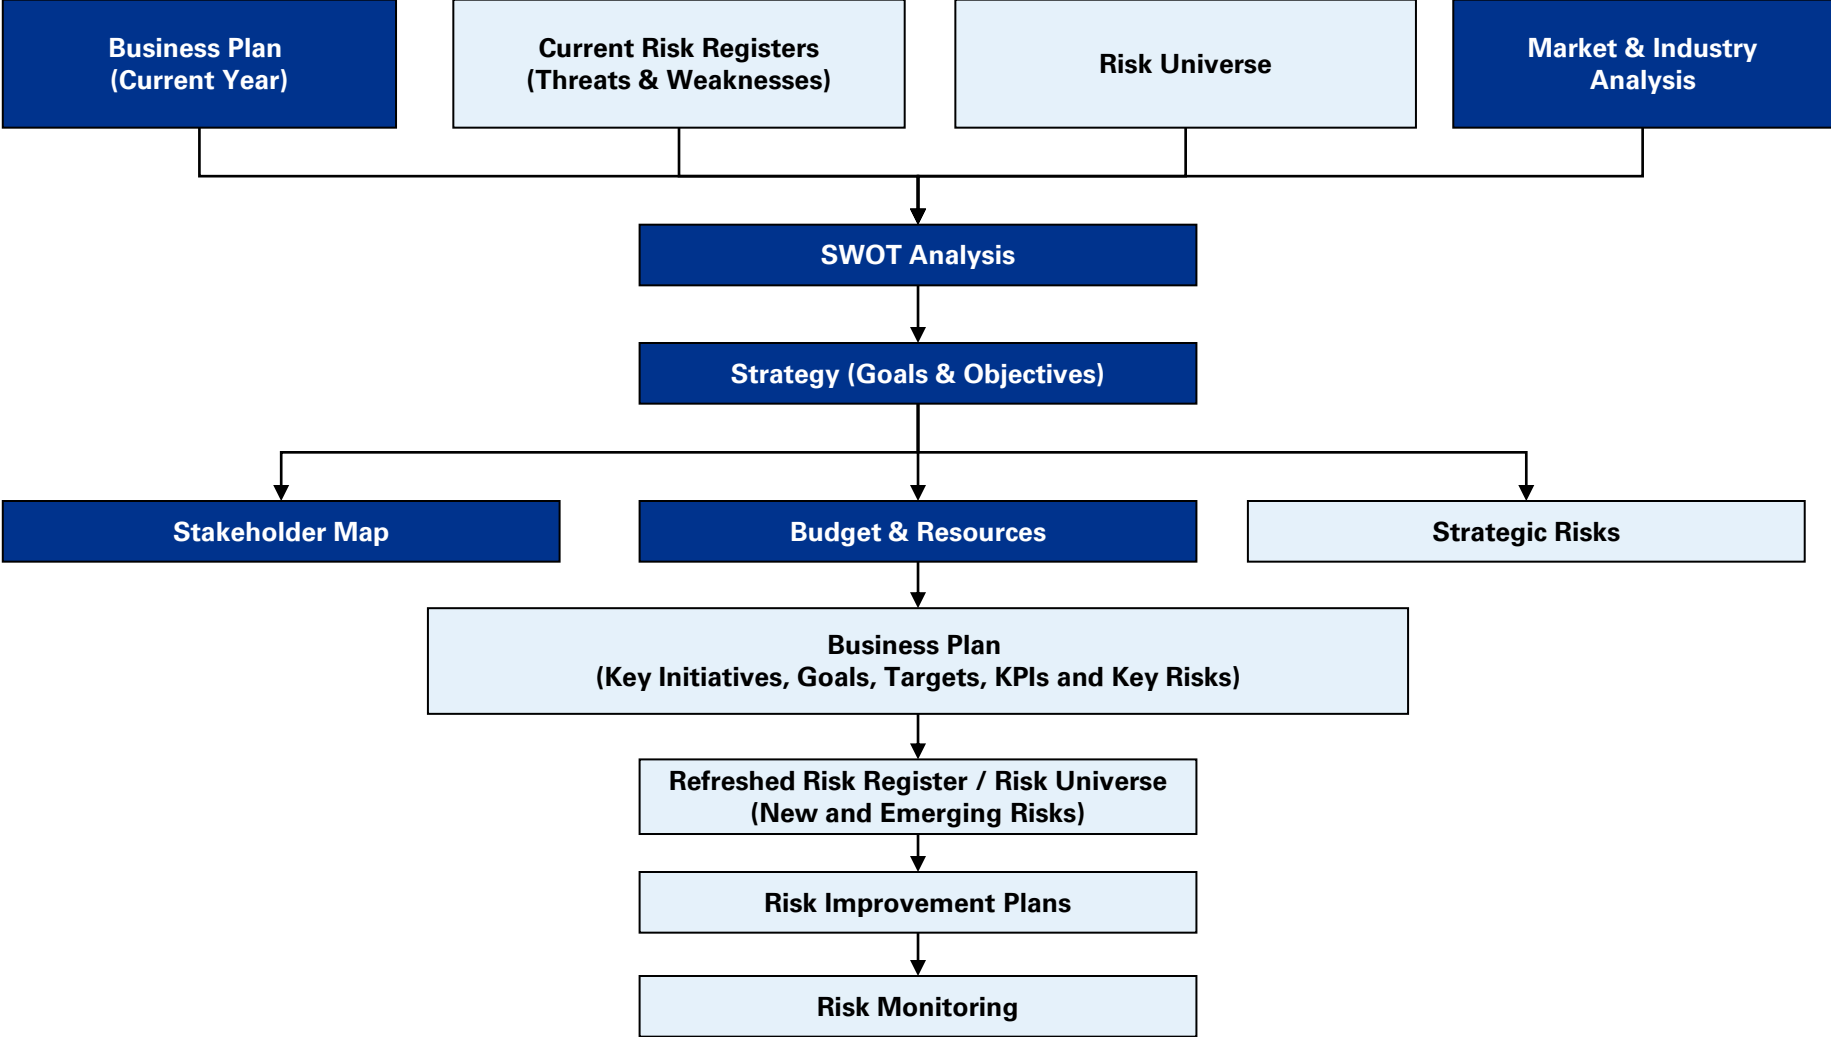 Business Plan
(Current Year)
Current Risk Registers
(Threats & Weaknesses)
Risk Universe
Market & Industry
Analysis
SWOT Analysis
Strategy (Goals & Objectives)
Stakeholder Map
Budget & Resources
Strategic Risks
Business Plan
(Key Initiatives, Goals, Targets, KPIs and Key Risks)
Refreshed Risk Register / Risk Universe
(New and Emerging Risks)
Risk Improvement Plans
Risk Monitoring